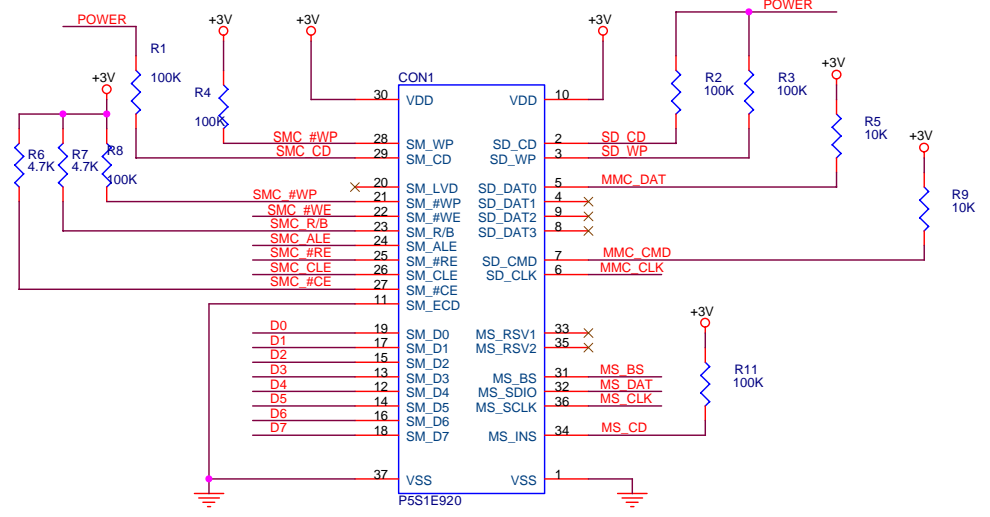 POWER
+3V
+3V
+3V
POWER
R1
100K
+3V
R4
100K
CON1
R2
100K
R3
100K
+3V
R5
10K
+3V
30 VDD
VDD 10
SMC_#WP 28 SM_WP
SD_CD 2 SD_CD
SMC_CD 29 SM_CD
SD_WP 3 SD_WP
R6
4.7K
R7
4.7K
R8
100K
20 SM_LVD
SD_DAT0 5 MMC_DAT
SMC_#WP 21 SM_#WP
SD_DAT1 4
SMC_#WE 22 SM_#WE
SD_DAT2 9
SMC_R/B 23 SM_R/B
SD_DAT3 8
R9
10K
SMC_ALE 24 SM_ALE
SMC_#RE 25 SM_#RE
SD_CMD 7 MMC_CMD
SMC_CLE 26 SM_CLE
SD_CLK 6 MMC_CLK
SMC_#CE 27 SM_#CE
11 SM_ECD
+3V
D0 19 SM_D0
MS_RSV1 33
D1 17 SM_D1
MS_RSV2 35
D2 15 SM_D2
D3 13 SM_D3
MS_BS 31 MS_BS
R11
100K
D4 12 SM_D4
MS_SDIO 32 MS_DAT
D5 14 SM_D5
MS_SCLK 36 MS_CLK
D6 16 SM_D6
D7 18 SM_D7
MS_INS 34 MS_CD
37 VSS
VSS 1
P5S1E920